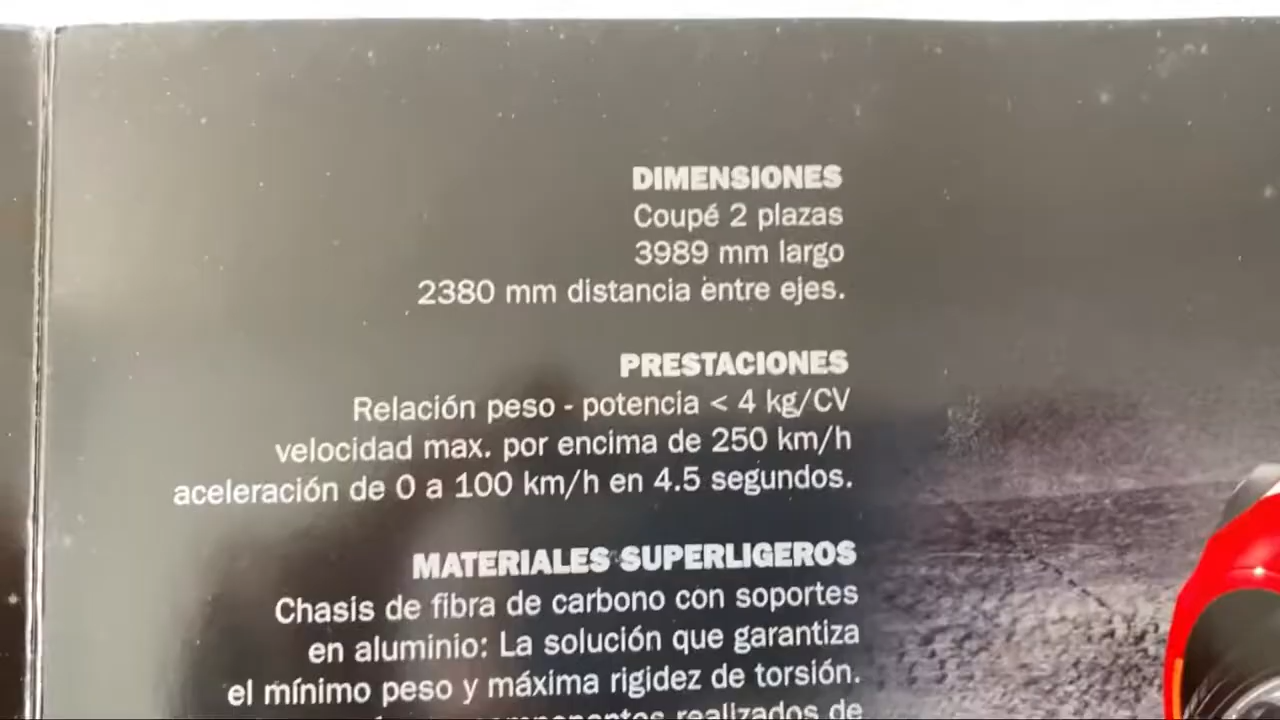 DIMENSIONES
Coupé 2 plazas
3989 mm largo
2380 mm distancia entre ejes.
PRESTACIONES
Relación peso - potencia < 4 kg/CV
velocidad max. por encima de 250 km/h
aceleración de 0 a 100 km/h en 4.5 segundos.
MATERIALES SUPERLIGEROS
Chasis de fibra de carbono con soportes
en aluminio: La solución que garantiza
el mínimo peso y máxima rigidez de torsión.
componentes realizados de